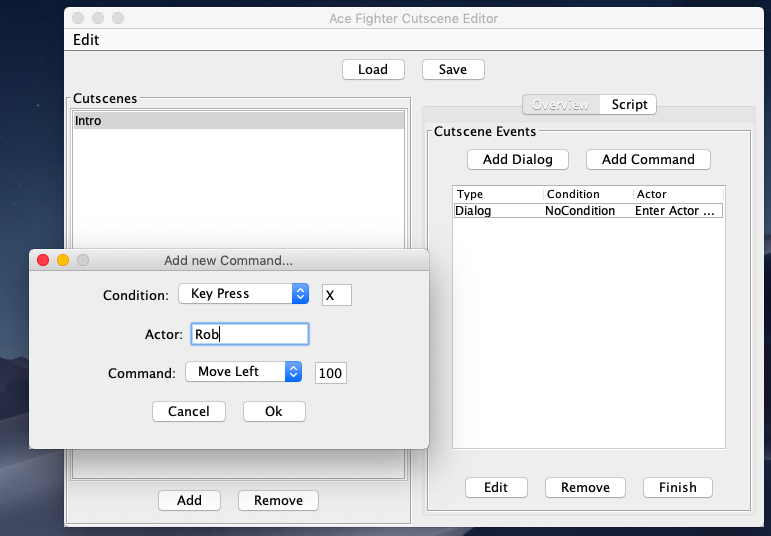 Ace Fighter Cutscene Editor
Edit
Load Save
Cutscenes
Intro
Overview Script
Cutscene Events
Add Dialog Add Command
Type Condition Actor
Dialog NoCondition Enter Actor ...
Add new Command...
Condition: Key Press X
Actor: Rob
Command: Move Left 100
Cancel Ok
Add Remove
Edit Remove Finish